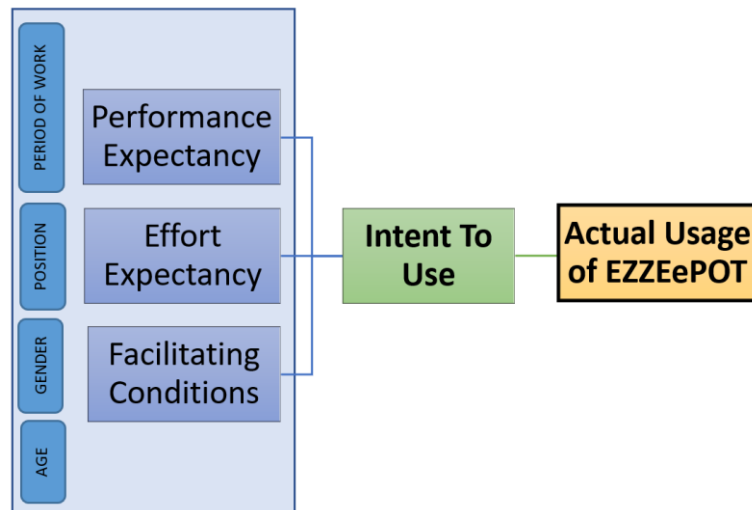 PERIOD OF WORK
POSITION
GENDER
AGE
Performance
Expectancy
Effort
Expectancy
Facilitating
Conditions
Intent To
Use
Actual Usage
of EZZEePOT